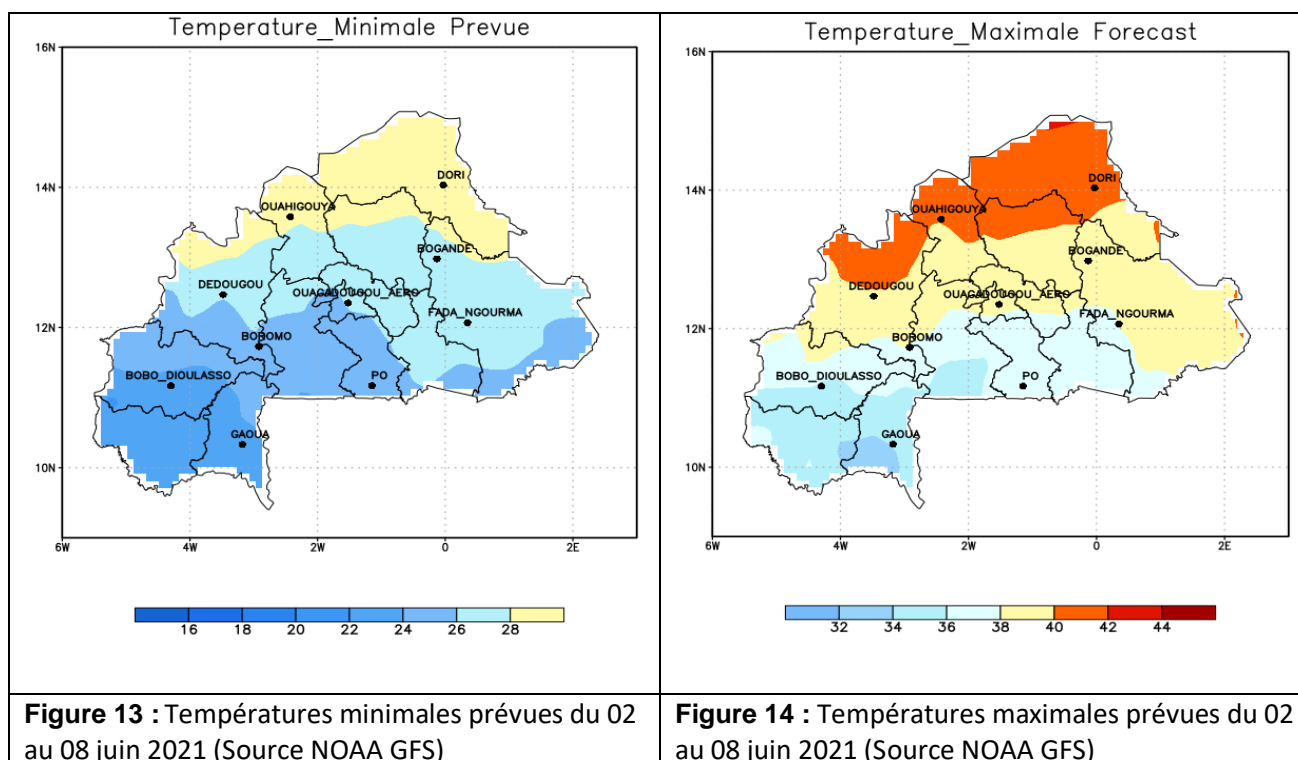 Temperature_Minimale Prevue
16N
14N
12N
10N
6W 4W 2W 0 2E
DORI
OUAHIGOUYA
BOGANDE
DEDOUGOU
OUAGADOUGOU_AERO
FADA_NGOURMA
BOROMO
BOBO_DIOULASSO
PO
GAOUA
16 18 20 22 24 26 28
Figure 13 : Températures minimales prévues du 02
au 08 juin 2021 (Source NOAA GFS)
Temperature_Maximale Forecast
16N
14N
12N
10N
6W 4W 2W 0 2E
DORI
OUAHIGOUYA
BOGANDE
DEDOUGOU
OUAGADOUGOU_AERO
FADA_NGOURMA
BOROMO
BOBO_DIOULASSO
PO
GAOUA
32 34 36 38 40 42 44
Figure 14 : Températures maximales prévues du 02
au 08 juin 2021 (Source NOAA GFS)